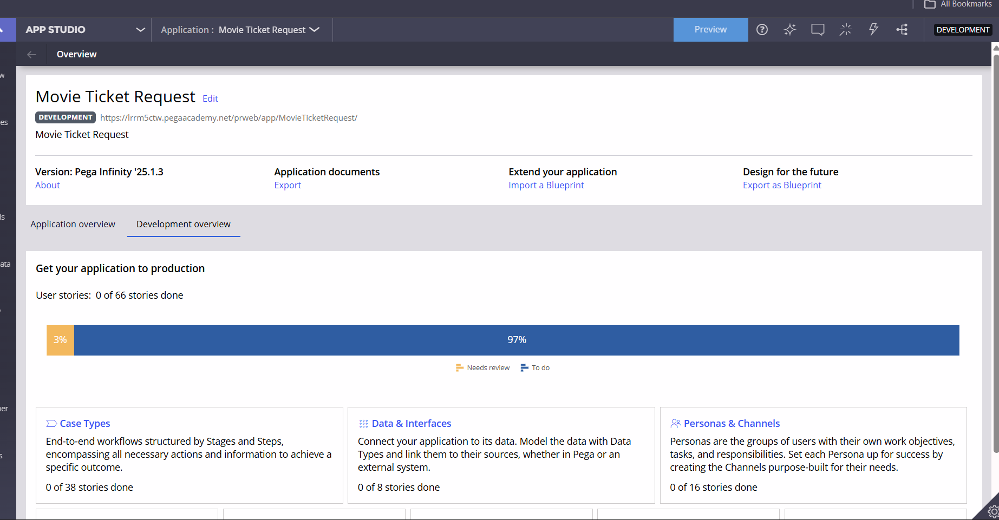 All Bookmarks
APP STUDIO
Application : Movie Ticket Request
Preview
DEVELOPMENT
Overview
w
es
ls
ata
ner
s
Movie Ticket Request Edit
DEVELOPMENT https://lrrm5ctw.pegaacademy.net/prweb/app/MovieTicketRequest/
Movie Ticket Request
Version: Pega Infinity '25.1.3
About
Application documents
Export
Extend your application
Import a Blueprint
Design for the future
Export as Blueprint
Application overview
Development overview
Get your application to production
User stories: 0 of 66 stories done
3%
97%
Needs review
To do
Case Types
End-to-end workflows structured by Stages and Steps,
encompassing all necessary actions and information to achieve a
specific outcome.
0 of 38 stories done
Data & Interfaces
Connect your application to its data. Model the data with Data
Types and link them to their sources, whether in Pega or an
external system.
0 of 8 stories done
Personas & Channels
Personas are the groups of users with their own work objectives,
tasks, and responsibilities. Set each Persona up for success by
creating the Channels purpose-built for their needs.
0 of 16 stories done